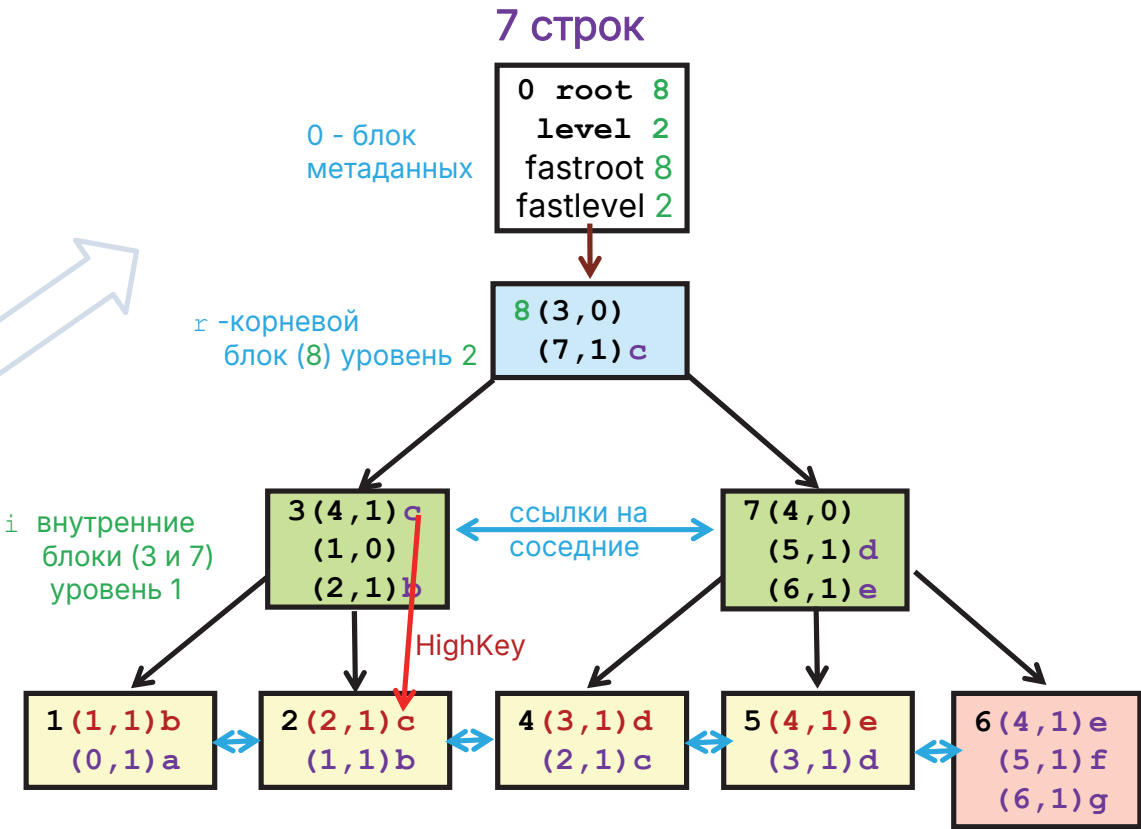 7 строк
0 root 8
level 2
fastroot 8
fastlevel 2
0 - блок
метаданных
8(3,0)
(7,1)c
r -корневой
блок (8) уровень 2
3(4,1)c
(1,0)
(2,1)b
ссылки на
соседние
7(4,0)
(5,1)d
(6,1)e
i внутренние
блоки (3 и 7)
уровень 1
HighKey
1(1,1)b
(0,1)a
2(2,1)c
(1,1)b
4(3,1)d
(2,1)c
5(4,1)e
(3,1)d
6(4,1)e
(5,1)f
(6,1)g